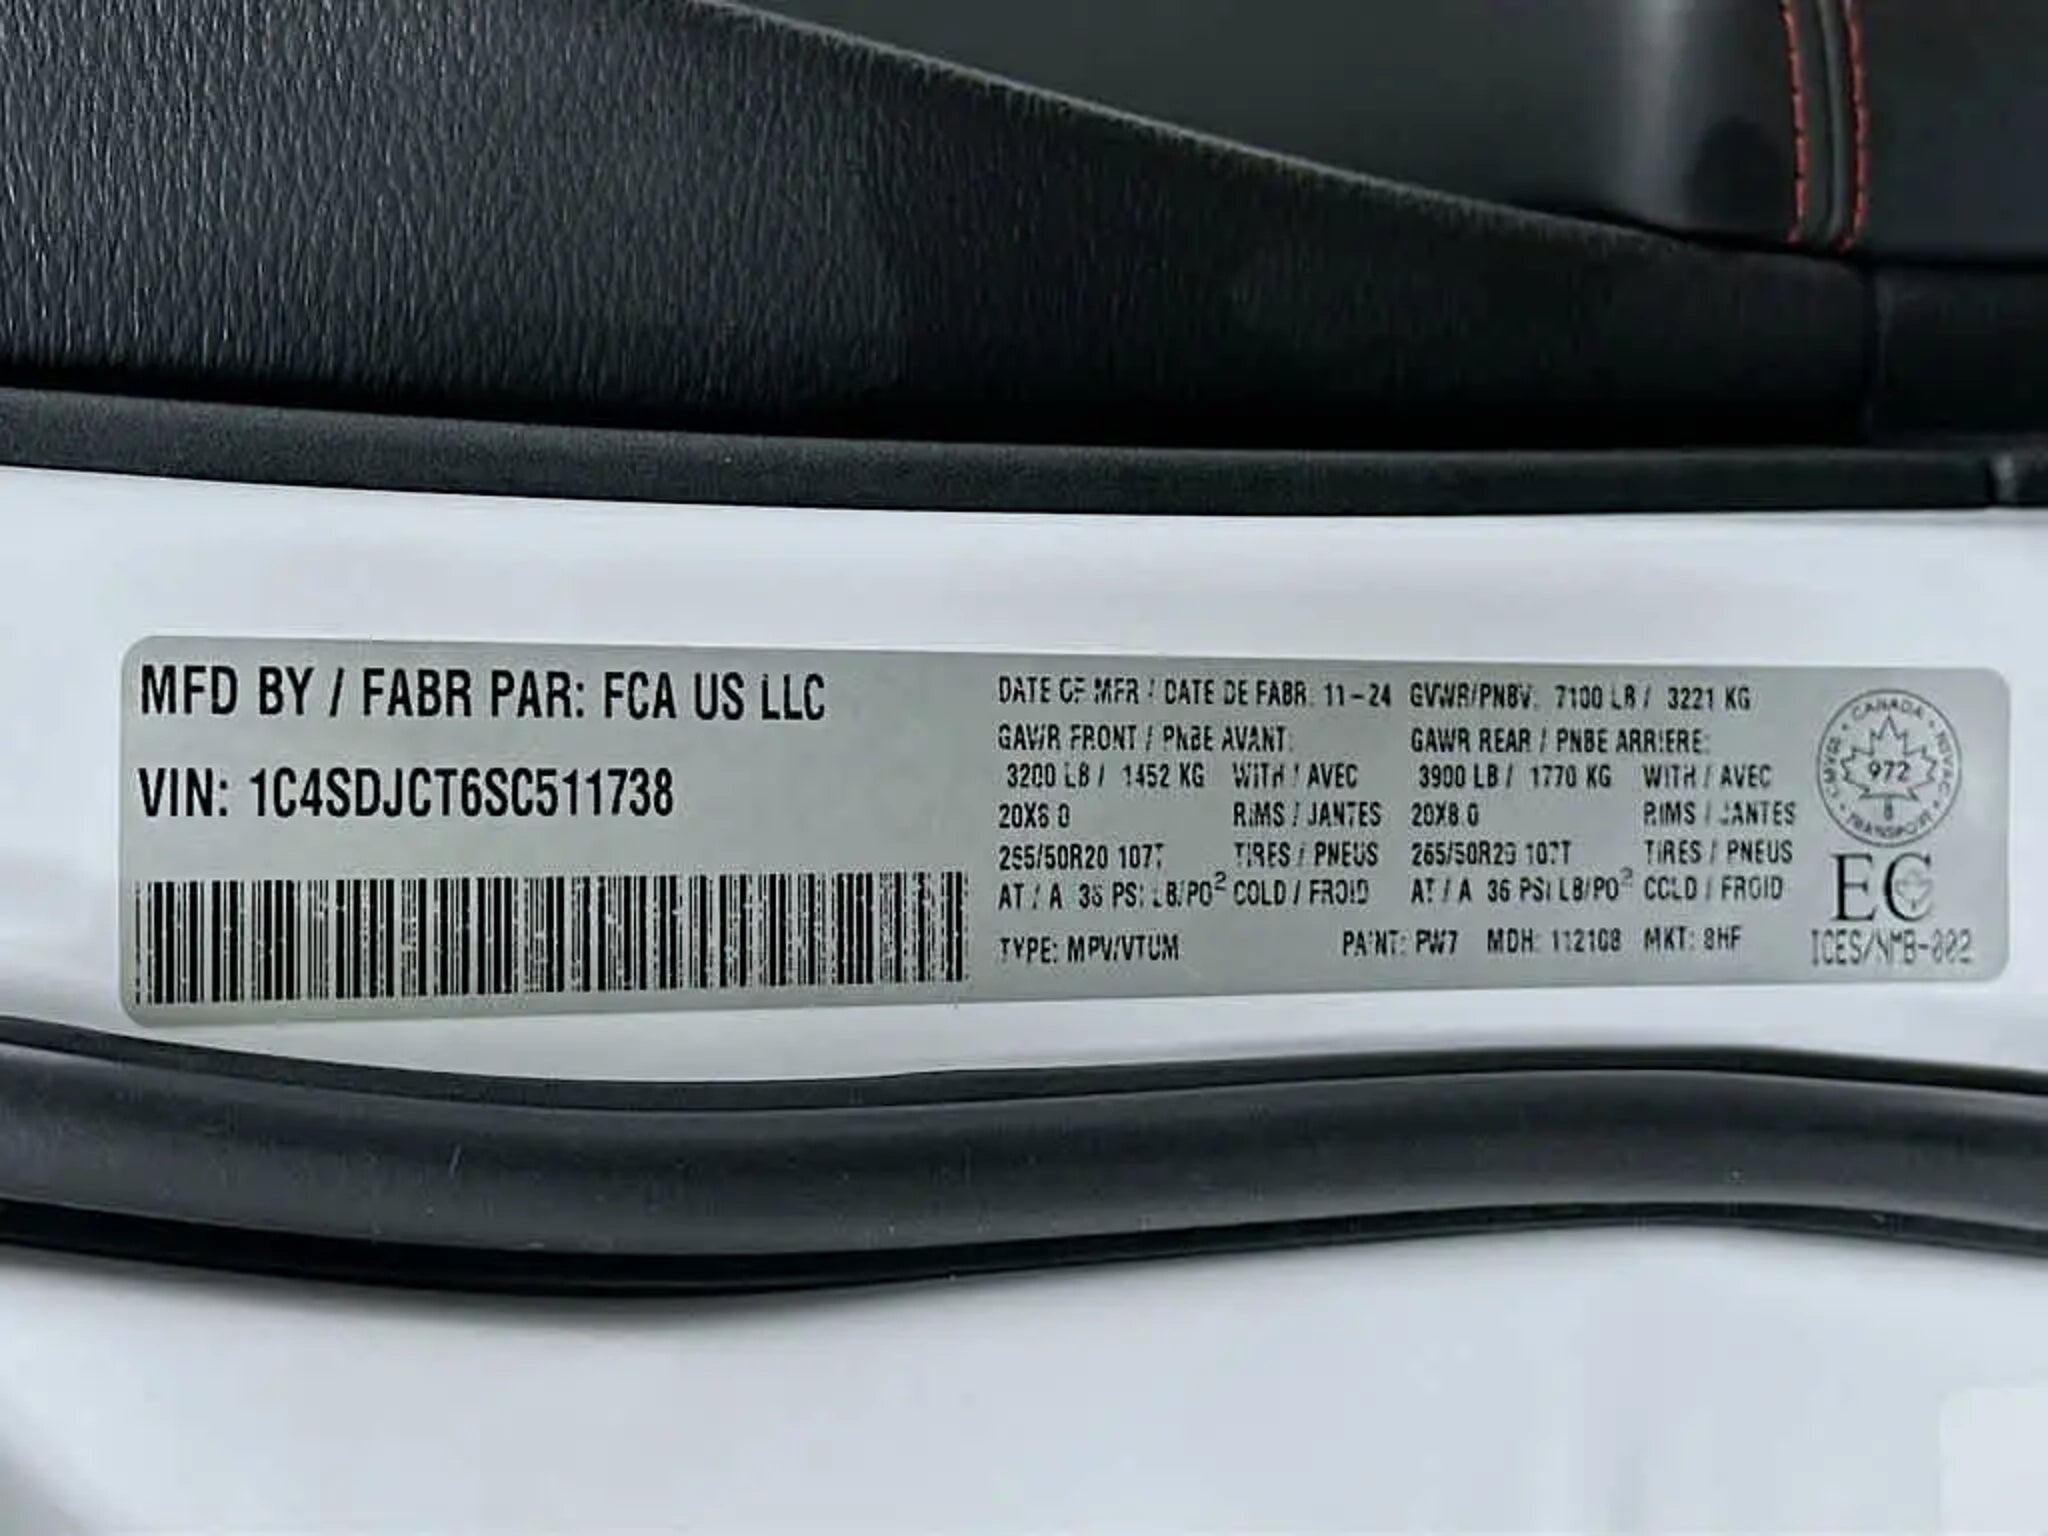 MFD BY / FABR PAR: FCA US LLC
VIN: 1C4SDJCT6SC511738
DATE OF MFR / DATE DE FABR. 11-24 GVWR/PNBV: 7100 LB / 3221 KG
GAWR FRONT / PNBE AVANT: GAWR REAR / PNBE ARRIERE:
3200 LB / 1452 KG WITH / AVEC 3900 LB / 1770 KG WITH / AVEC
20X8.0 RIMS / JANTES 20X8.0 RIMS / JANTES
265/50R20 107T TIRES / PNEUS 265/50R20 107T TIRES / PNEUS
AT / A 36 PSI LB/PO² COLD / FROID AT / A 36 PSI LB/PO² COLD / FROID
TYPE: MPV/VTUM PAINT: PW7 MDH: 112108 MKT: 8HF
CANADA
972
8
TRANSPORT
EC
ICES/NMB-002